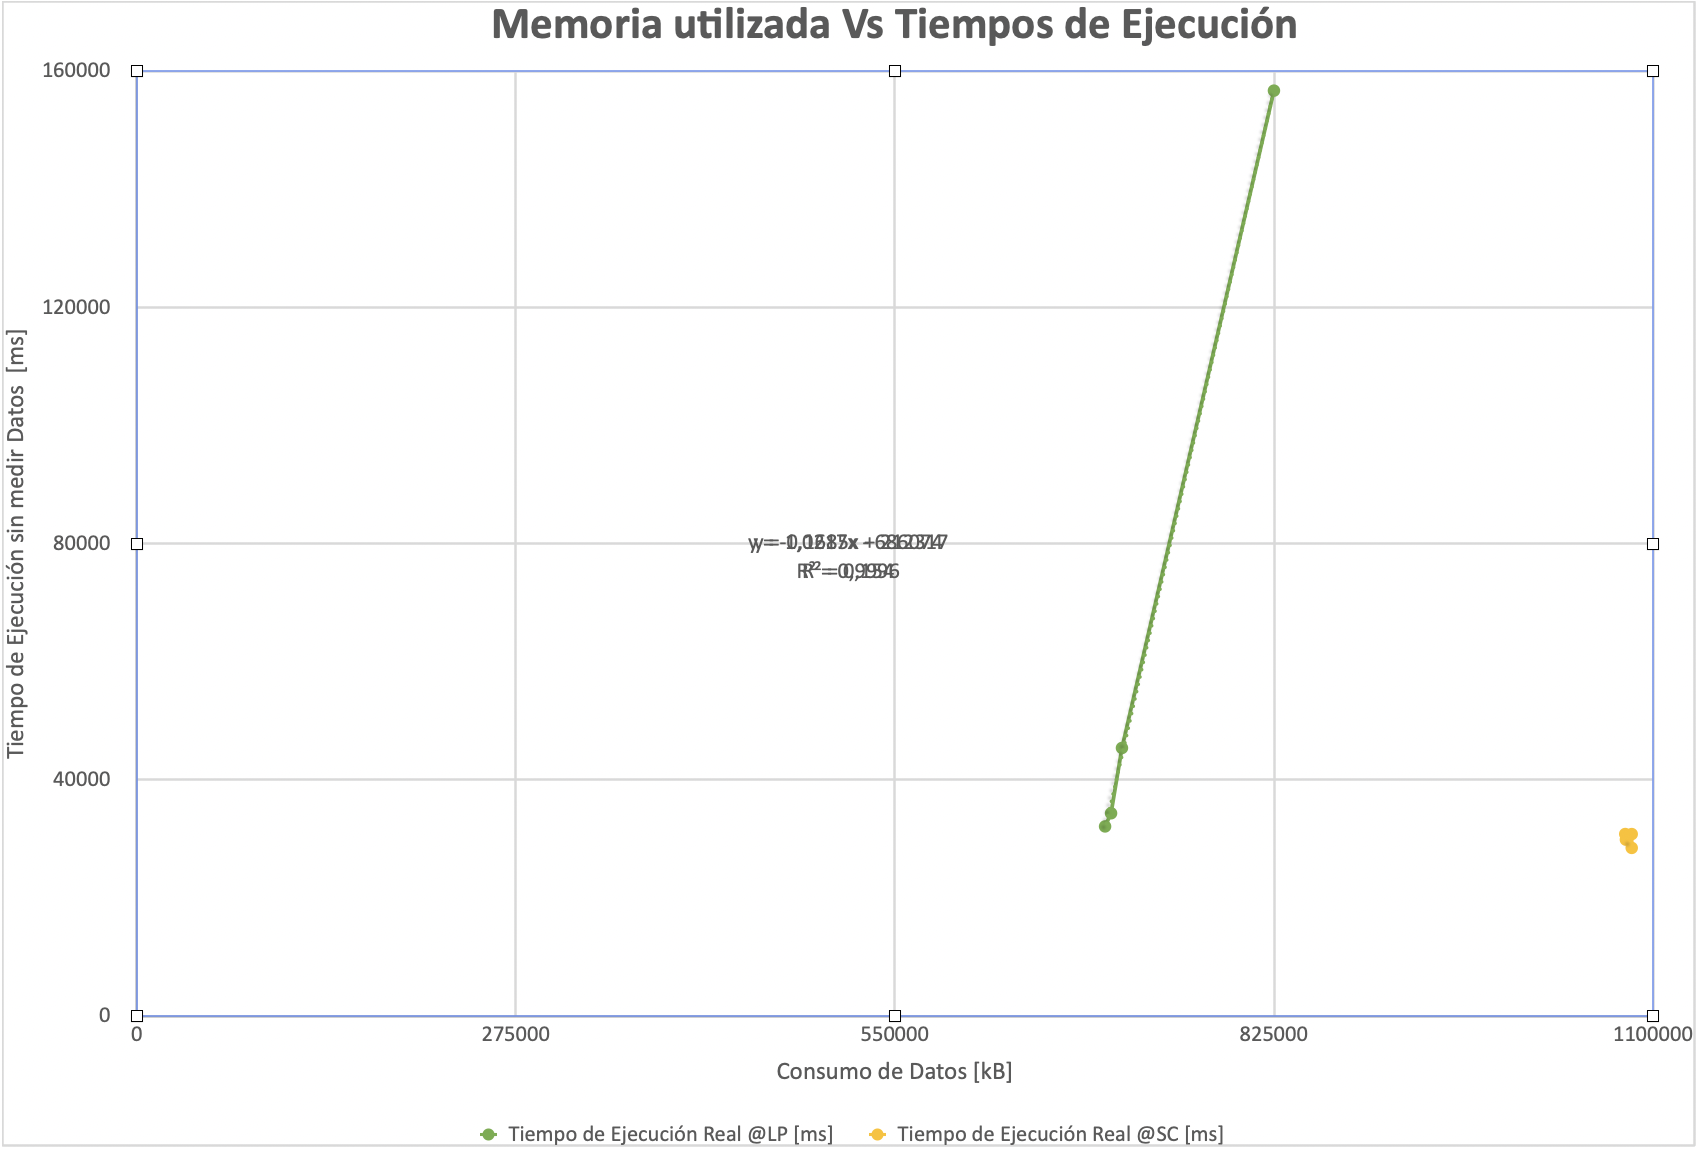 Memoria utilizada Vs Tiempos de Ejecución
160000
120000
80000
40000
0
Tiempo de Ejecución sin medir Datos [ms]
0 275000 550000 825000 1100000
Consumo de Datos [kB]
Tiempo de Ejecución Real @LP [ms] Tiempo de Ejecución Real @SC [ms]